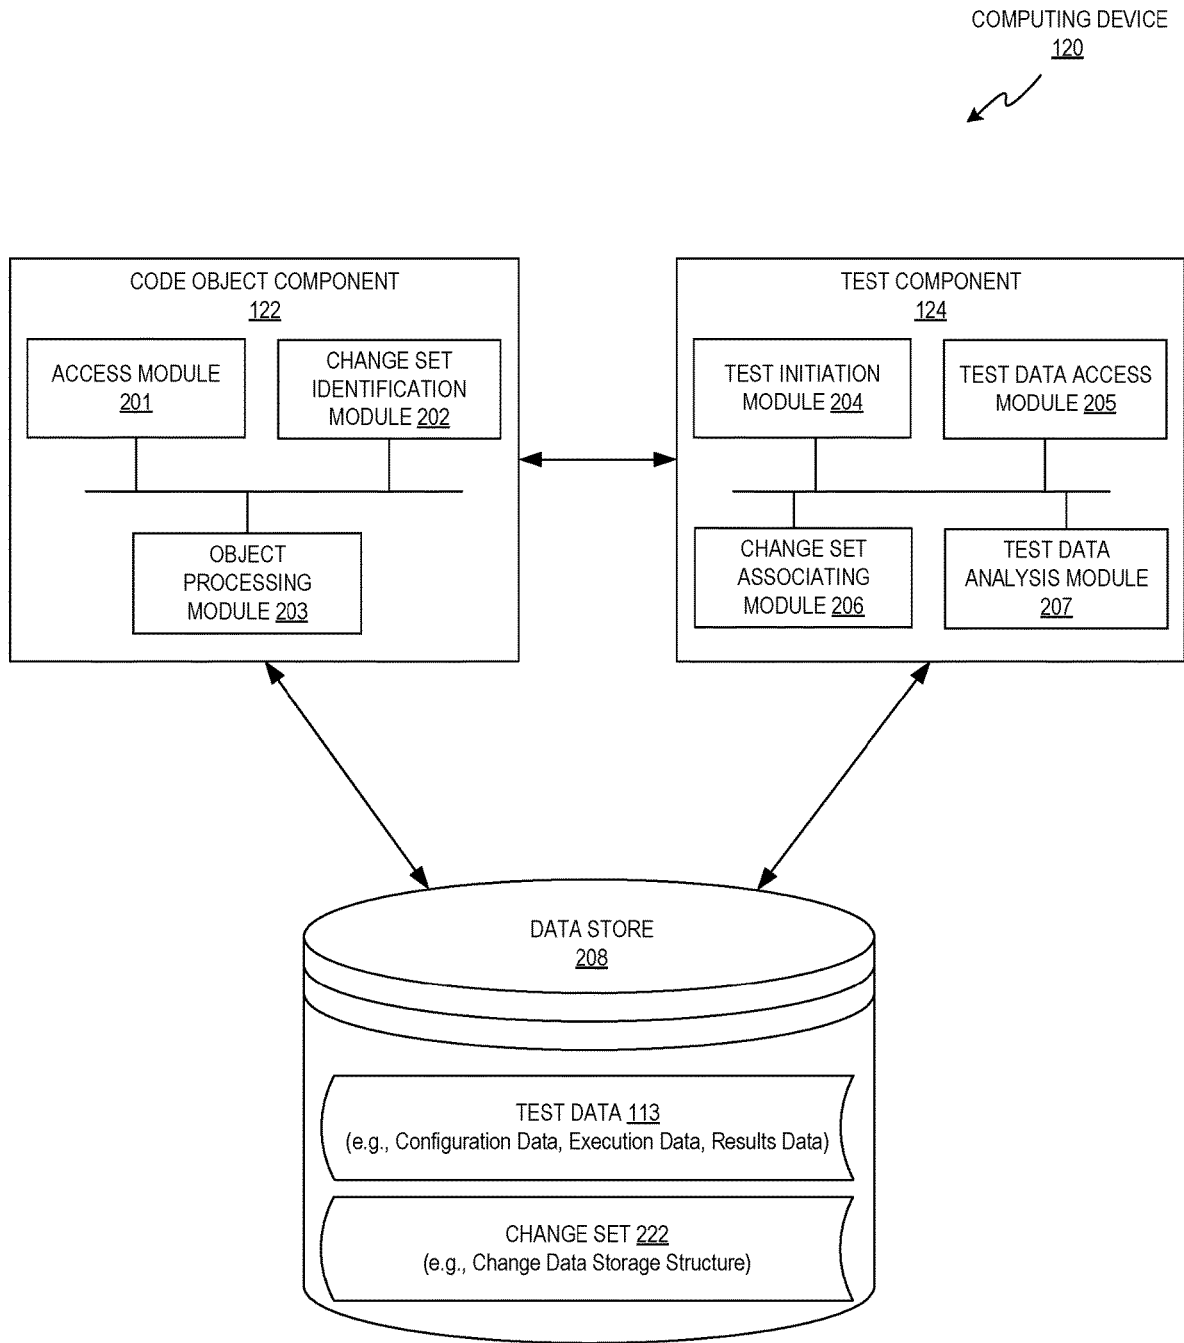 COMPUTING DEVICE
120
CODE OBJECT COMPONENT
122
ACCESS MODULE
201
CHANGE SET
IDENTIFICATION
MODULE 202
OBJECT
PROCESSING
MODULE 203
TEST COMPONENT
124
TEST INITIATION
MODULE 204
TEST DATA ACCESS
MODULE 205
CHANGE SET
ASSOCIATING
MODULE 206
TEST DATA
ANALYSIS MODULE
207
DATA STORE
208
TEST DATA 113
(e.g., Configuration Data, Execution Data, Results Data)
CHANGE SET 222
(e.g., Change Data Storage Structure)